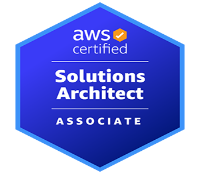 aws
certified
Solutions
Architect
ASSOCIATE